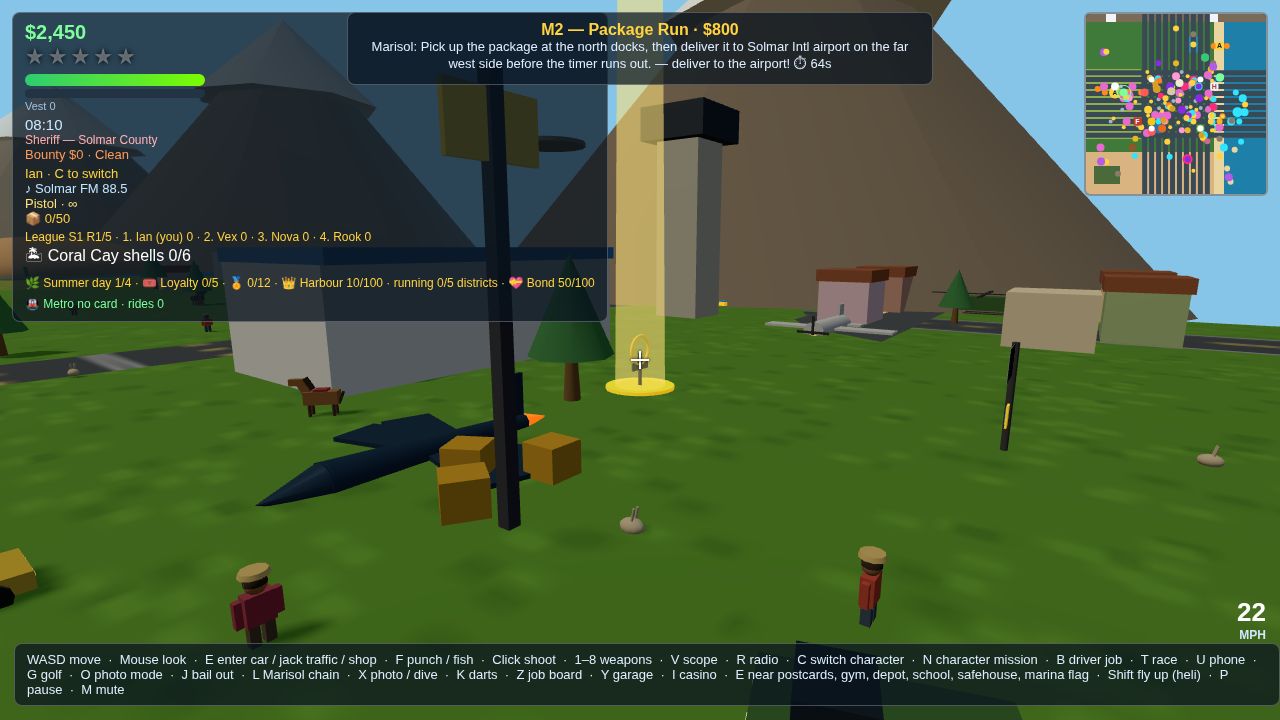 $2,450
★★★★★
Vest 0
08:10
Sheriff — Solmar County
Bounty $0 · Clean
Ian · C to switch
♪ Solmar FM 88.5
Pistol · ∞
📦 0/50
League S1 R1/5 · 1. Ian (you) 0 · 2. Vex 0 · 3. Nova 0 · 4. Rook 0
🏝 Coral Cay shells 0/6
🌿 Summer day 1/4 · 🎟 Loyalty 0/5 · 🏅 0/12 · 👑 Harbour 10/100 · running 0/5 districts · 💝 Bond 50/100
🚇 Metro no card · rides 0
M2 — Package Run · $800
Marisol: Pick up the package at the north docks, then deliver it to Solmar Intl airport on the far
west side before the timer runs out. — deliver to the airport! ⏱ 64s
A
H
F
22
MPH
WASD move · Mouse look · E enter car / jack traffic / shop · F punch / fish · Click shoot · 1–8 weapons · V scope · R radio · C switch character · N character mission · B driver job · T race · U phone ·
G golf · O photo mode · J bail out · L Marisol chain · X photo / dive · K darts · Z job board · Y garage · I casino · E near postcards, gym, depot, school, safehouse, marina flag · Shift fly up (heli) · P
pause · M mute